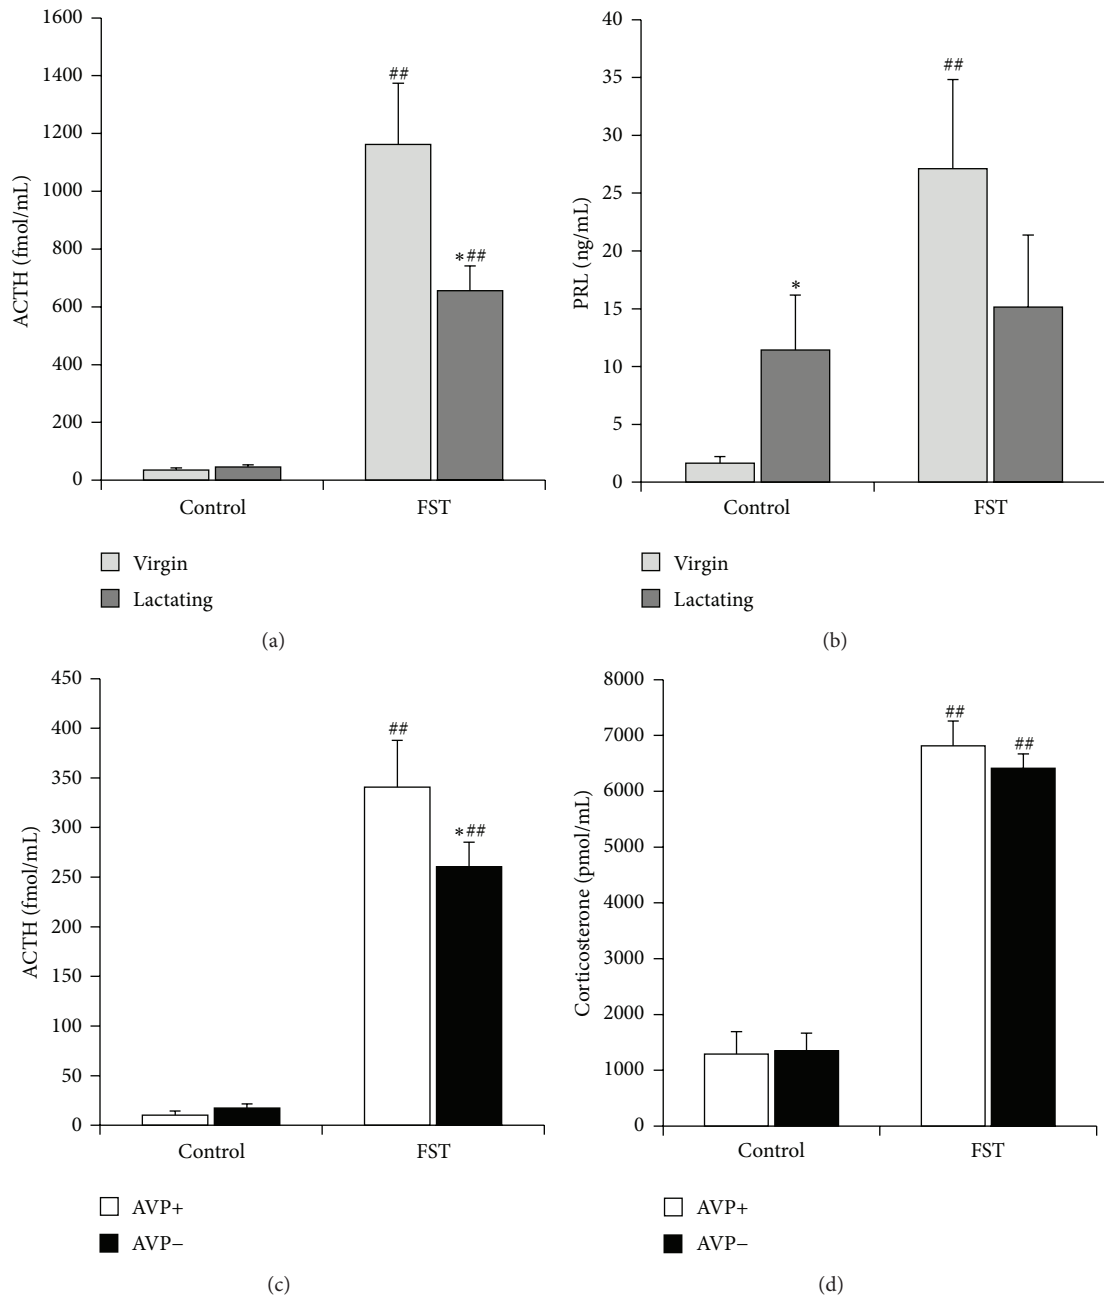 1600
1400
1200
1000
800
600
400
200
0
ACTH (fmol/mL)
##
*##
Control FST
Virgin
Lactating
(a)
40
35
30
25
20
15
10
5
0
PRL (ng/mL)
*
##
Control FST
Virgin
Lactating
(b)
450
400
350
300
250
200
150
100
50
0
ACTH (fmol/mL)
##
*##
Control FST
AVP+
AVP−
(c)
8000
7000
6000
5000
4000
3000
2000
1000
0
Corticosterone (pmol/mL)
##
##
Control FST
AVP+
AVP−
(d)